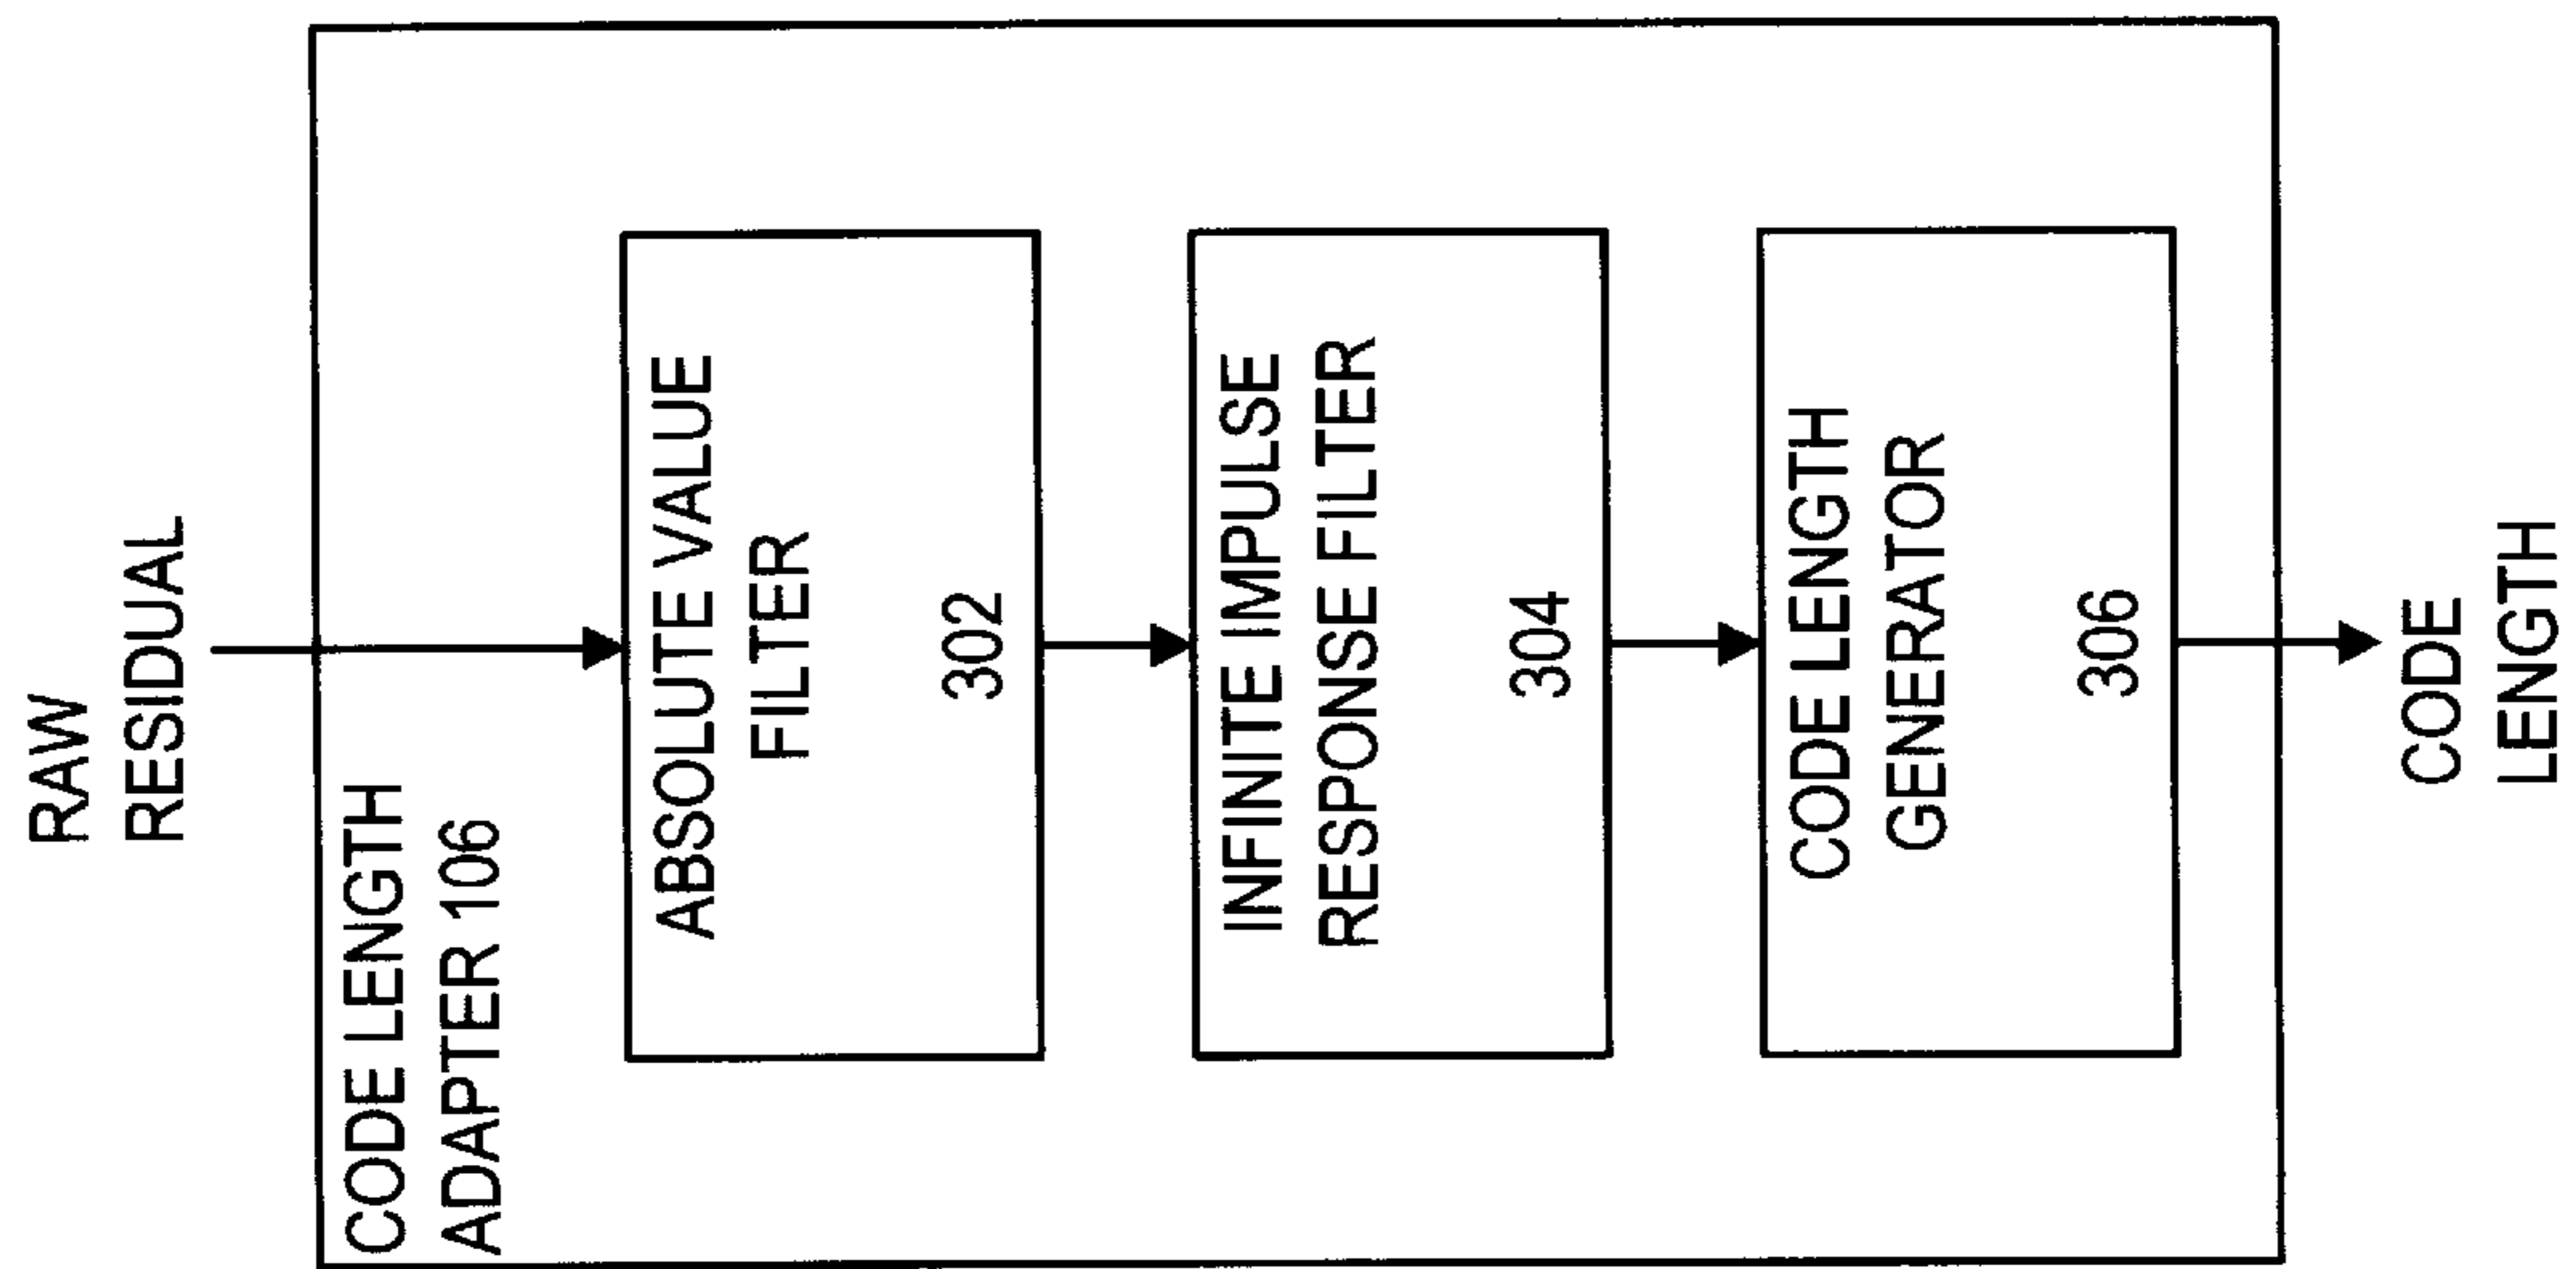 RAW
RESIDUAL
CODE LENGTH
ADAPTER 106
ABSOLUTE VALUE
FILTER
302
INFINITE IMPULSE
RESPONSE FILTER
304
CODE LENGTH
GENERATOR
306
CODE
LENGTH